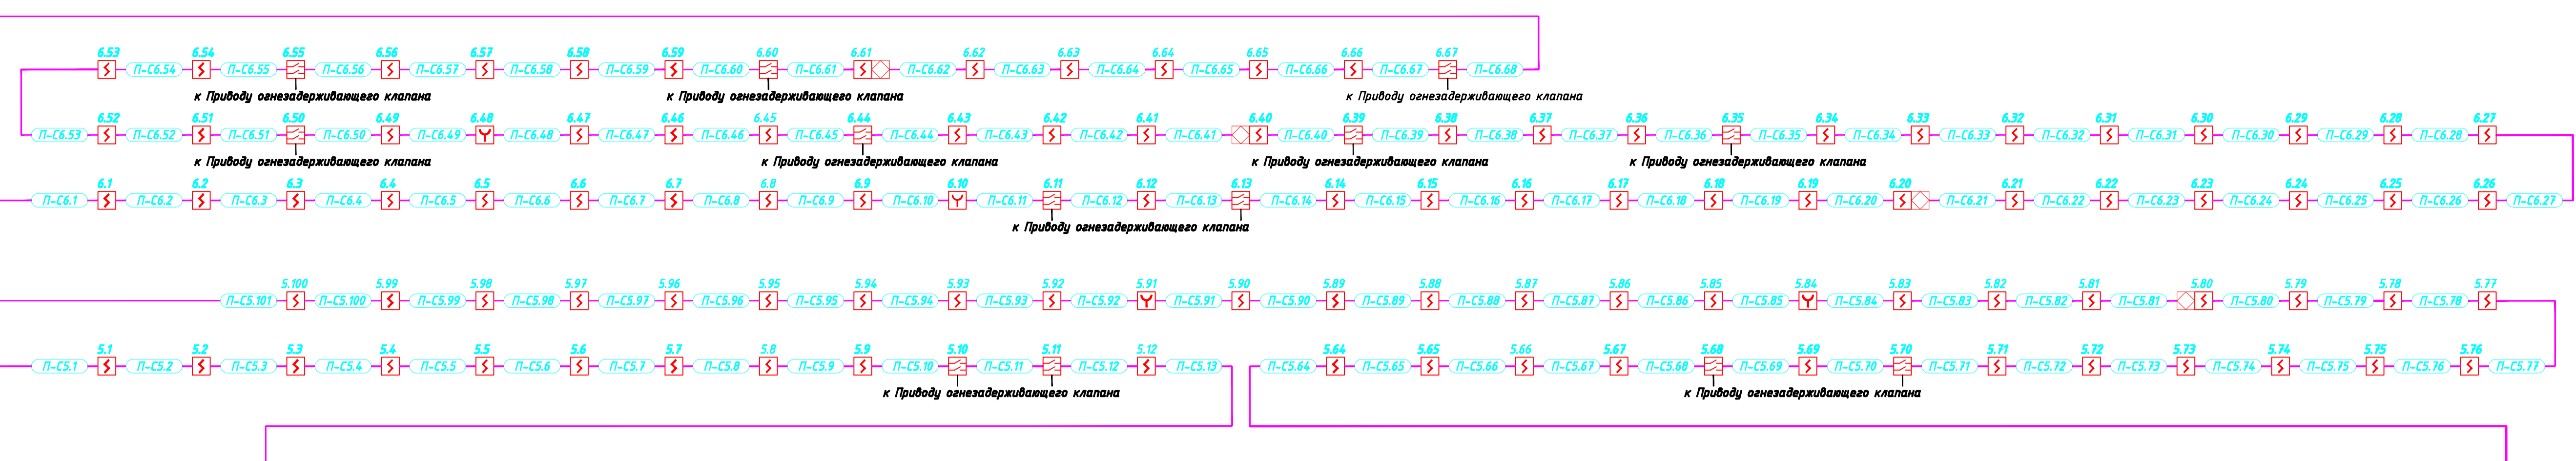 6.53 6.54 6.55 6.56 6.57 6.58 6.59 6.60 6.61 6.62 6.63 6.64 6.65 6.66 6.67
П-С6.54 П-С6.55 П-С6.56 П-С6.57 П-С6.58 П-С6.59 П-С6.60 П-С6.61 П-С6.62 П-С6.63 П-С6.64 П-С6.65 П-С6.66 П-С6.67 П-С6.68
к Приводу огнезадерживающего клапана к Приводу огнезадерживающего клапана к Приводу огнезадерживающего клапана
6.52 6.51 6.50 6.49 6.48 6.47 6.46 6.45 6.44 6.43 6.42 6.41 6.40 6.39 6.38 6.37 6.36 6.35 6.34 6.33 6.32 6.31 6.30 6.29 6.28 6.27
П-С6.53 П-С6.52 П-С6.51 П-С6.50 П-С6.49 П-С6.48 П-С6.47 П-С6.46 П-С6.45 П-С6.44 П-С6.43 П-С6.42 П-С6.41 П-С6.40 П-С6.39 П-С6.38 П-С6.37 П-С6.36 П-С6.35 П-С6.34 П-С6.33 П-С6.32 П-С6.31 П-С6.30 П-С6.29 П-С6.28
к Приводу огнезадерживающего клапана к Приводу огнезадерживающего клапана к Приводу огнезадерживающего клапана к Приводу огнезадерживающего клапана
6.1 6.2 6.3 6.4 6.5 6.6 6.7 6.8 6.9 6.10 6.11 6.12 6.13 6.14 6.15 6.16 6.17 6.18 6.19 6.20 6.21 6.22 6.23 6.24 6.25 6.26
П-С6.1 П-С6.2 П-С6.3 П-С6.4 П-С6.5 П-С6.6 П-С6.7 П-С6.8 П-С6.9 П-С6.10 П-С6.11 П-С6.12 П-С6.13 П-С6.14 П-С6.15 П-С6.16 П-С6.17 П-С6.18 П-С6.19 П-С6.20 П-С6.21 П-С6.22 П-С6.23 П-С6.24 П-С6.25 П-С6.26 П-С6.27
к Приводу огнезадерживающего клапана
5.100 5.99 5.98 5.97 5.96 5.95 5.94 5.93 5.92 5.91 5.90 5.89 5.88 5.87 5.86 5.85 5.84 5.83 5.82 5.81 5.80 5.79 5.78 5.77
П-С5.101 П-С5.100 П-С5.99 П-С5.98 П-С5.97 П-С5.96 П-С5.95 П-С5.94 П-С5.93 П-С5.92 П-С5.91 П-С5.90 П-С5.89 П-С5.88 П-С5.87 П-С5.86 П-С5.85 П-С5.84 П-С5.83 П-С5.82 П-С5.81 П-С5.80 П-С5.79 П-С5.78
5.1 5.2 5.3 5.4 5.5 5.6 5.7 5.8 5.9 5.10 5.11 5.12 5.64 5.65 5.66 5.67 5.68 5.69 5.70 5.71 5.72 5.73 5.74 5.75 5.76
П-С5.1 П-С5.2 П-С5.3 П-С5.4 П-С5.5 П-С5.6 П-С5.7 П-С5.8 П-С5.9 П-С5.10 П-С5.11 П-С5.12 П-С5.13 П-С5.64 П-С5.65 П-С5.66 П-С5.67 П-С5.68 П-С5.69 П-С5.70 П-С5.71 П-С5.72 П-С5.73 П-С5.74 П-С5.75 П-С5.76 П-С5.77
к Приводу огнезадерживающего клапана к Приводу огнезадерживающего клапана